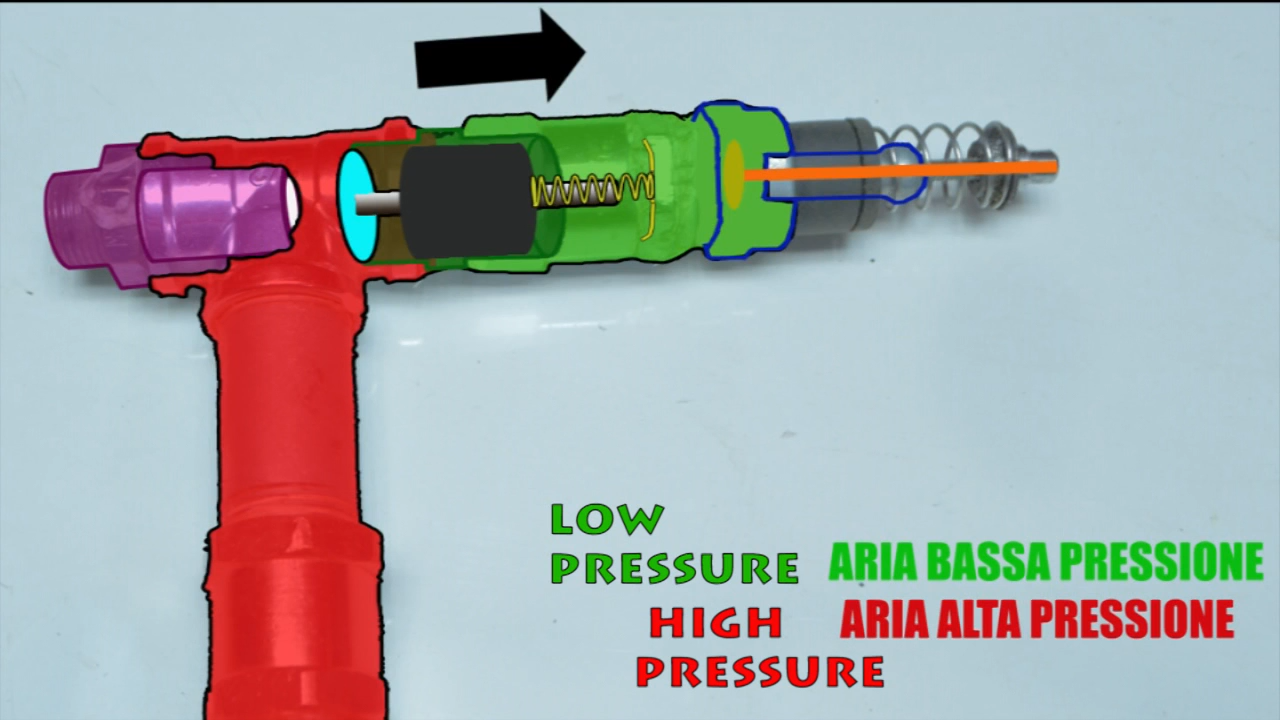 LOW
PRESSURE
ARIA BASSA PRESSIONE
HIGH
PRESSURE
ARIA ALTA PRESSIONE